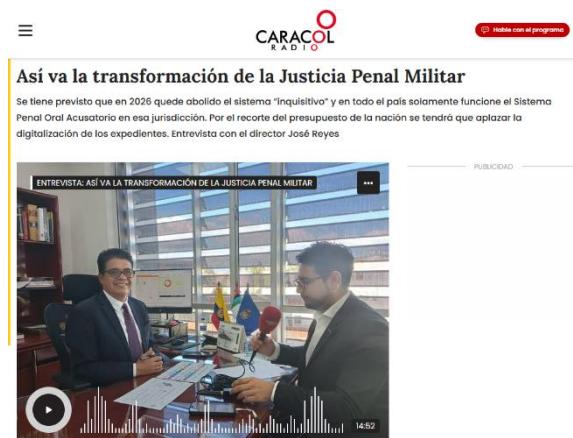 CARACOL
RADIO
Hable con el programa
Así va la transformación de la Justicia Penal Militar
Se tiene previsto que en 2026 quede abolido el sistema “inquisitivo” y en todo el país solamente funcione el Sistema
Penal Oral Acusatorio en esa jurisdicción. Por el recorte del presupuesto de la nación se tendrá que aplazar la
digitalización de los expedientes. Entrevista con el director José Reyes
PUBLICIDAD
ENTREVISTA: ASÍ VA LA TRANSFORMACIÓN DE LA JUSTICIA PENAL MILITAR
14:52